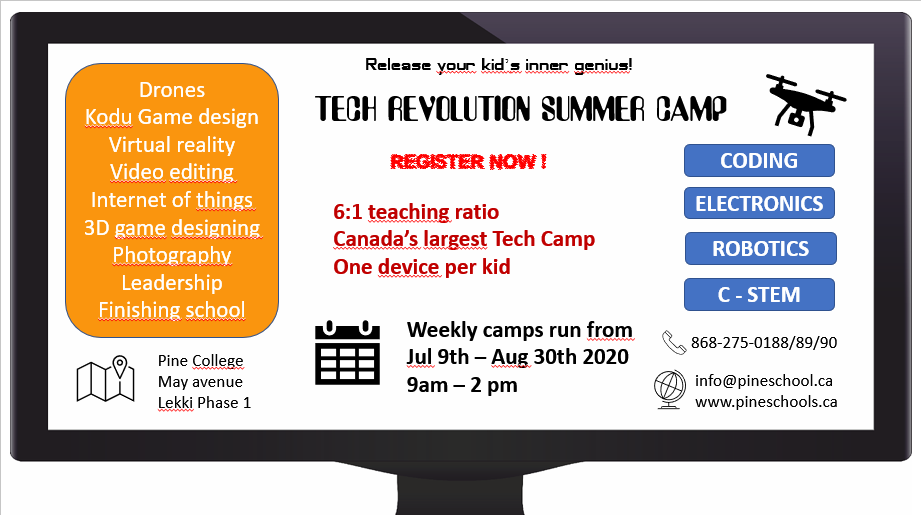 Release your kid's inner genius!
TECH REVOLUTION SUMMER CAMP
REGISTER NOW !
Drones
Kodu Game design
Virtual reality
Video editing
Internet of things
3D game designing
Photography
Leadership
Finishing school
6:1 teaching ratio
Canada's largest Tech Camp
One device per kid
CODING
ELECTRONICS
ROBOTICS
C - STEM
Pine College
May avenue
Lekki Phase 1
Weekly camps run from
Jul 9th – Aug 30th 2020
9am – 2 pm
868-275-0188/89/90
info@pineschool.ca
www.pineschools.ca